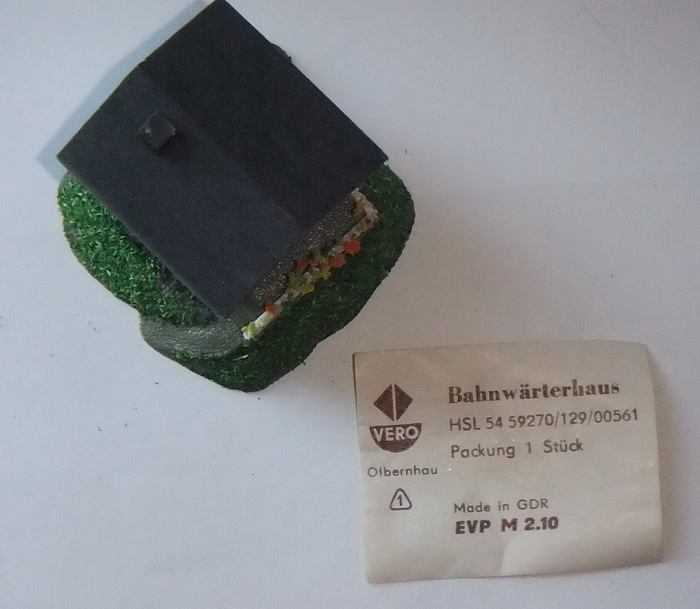 VERO
Olbernhau
1
Bahnwärterhaus
HSL 54 59270/129/00561
Packung 1 Stück
Made in GDR
EVP M 2.10